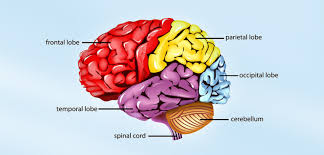 frontal lobe
parietal lobe
occipital lobe
temporal lobe
cerebellum
spinal cord